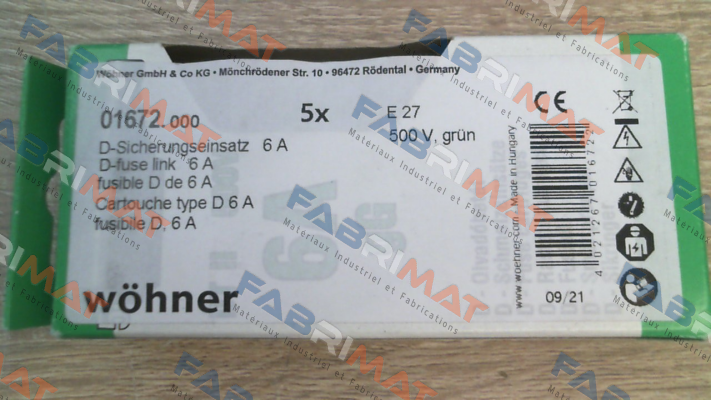 Wöhner GmbH & Co KG • Mönchrödener Str. 10 • 96472 Rödental • Germany
01672.000
5x
E 27
500 V, grün
D-Sicherungseinsatz 6 A
D-fuse link 6 A
fusible D de 6 A
Cartouche type D 6 A
fusibile D. 6 A
wöhner
www.woehner.com Made in Hungary
09/21
CE
FABRIMAT
Matériaux Industriel et Fabrications